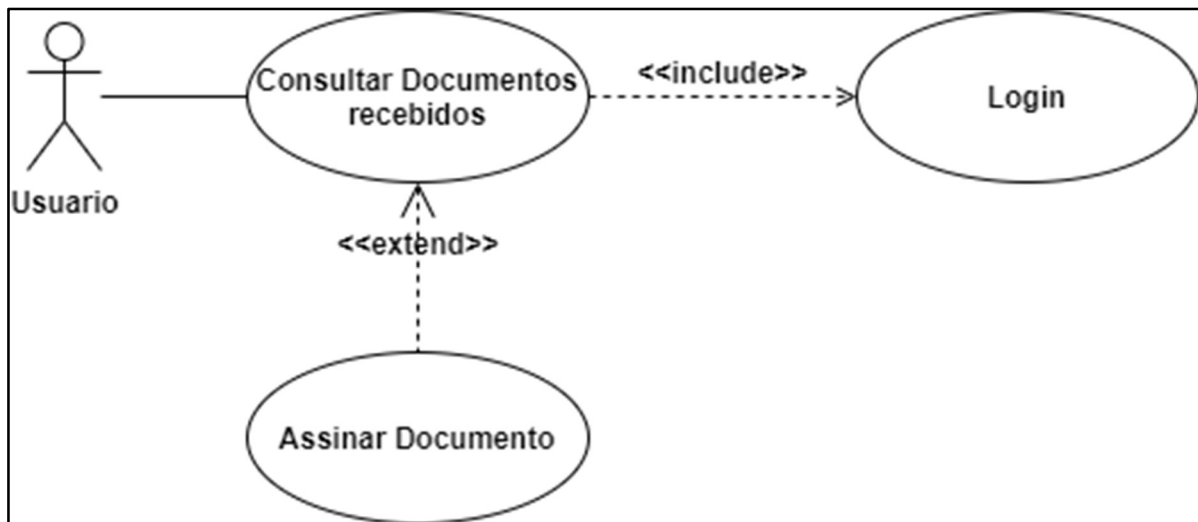 Consultar Documentos
recebidos
<<include>>
Login
Usuario
<<extend>>
Assinar Documento